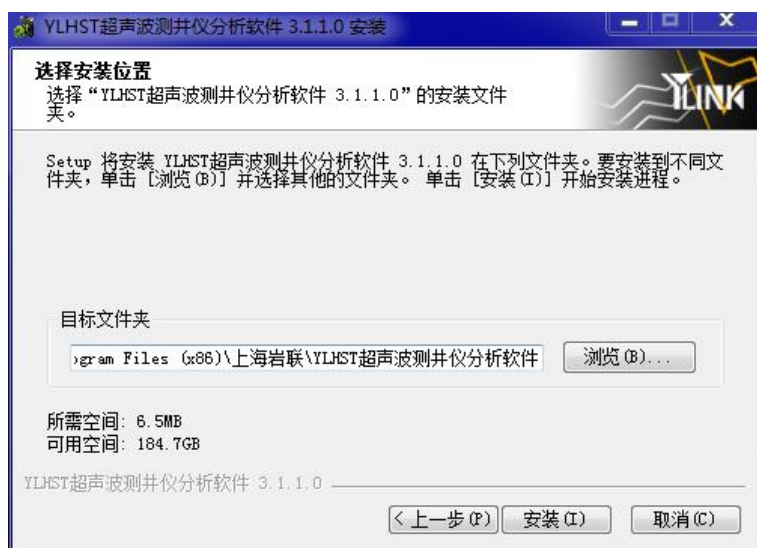 YLHST超声波测井仪分析软件 3.1.1.0 安装
选择安装位置
选择“YLHST超声波测井仪分析软件 3.1.1.0”的安装文件
夹。
YLINK
Setup 将安装 YLHST超声波测井仪分析软件 3.1.1.0 在下列文件夹。要安装到不同文
件夹，单击 [浏览(B)] 并选择其他的文件夹。 单击 [安装(I)] 开始安装进程。
目标文件夹
ogram Files (x86)\上海岩联\YLHST超声波测井仪分析软件
浏览(B)...
所需空间: 6.5MB
可用空间: 184.7GB
YLHST超声波测井仪分析软件 3.1.1.0
< 上一步(P)
安装(I)
取消(C)